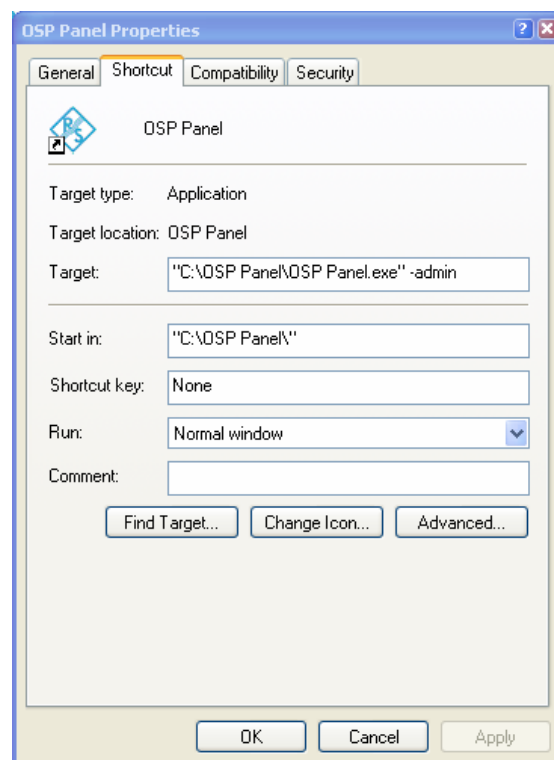 OSP Panel Properties
General Shortcut Compatibility Security
R S
OSP Panel
Target type: Application
Target location: OSP Panel
Target: "C:\OSP Panel\OSP Panel.exe" -admin
Start in: "C:\OSP Panel\"
Shortcut key: None
Run: Normal window
Comment:
Find Target... Change Icon... Advanced...
OK Cancel Apply